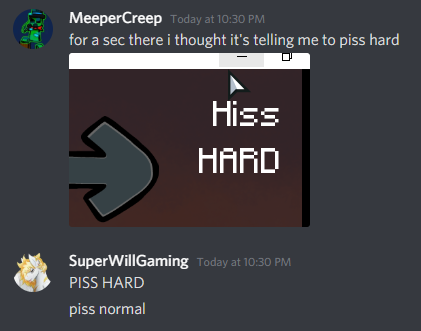 MeeperCreep Today at 10:30 PM
for a sec there i thought it's telling me to piss hard
Hiss
HARD
SuperWillGaming Today at 10:30 PM
PISS HARD
piss normal